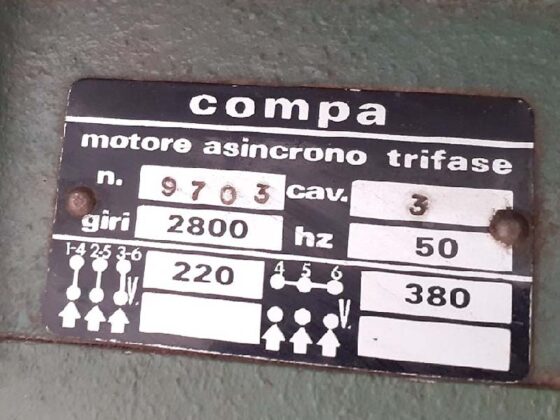 compa
motore asincrono trifase
n. 9703 cav. 3
giri 2800 hz 50
1-4 2-5 3-6 V. 220 4 5 6 V. 380